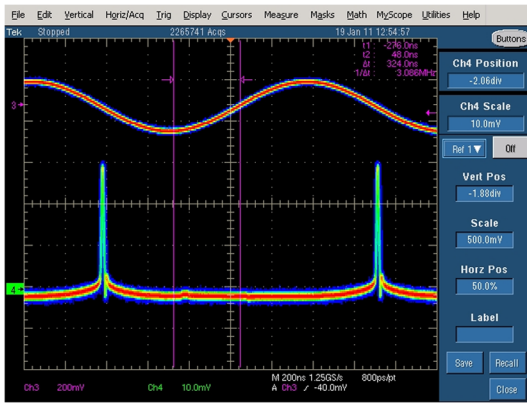 File Edit Vertical Horiz/Acq Trig Display Cursors Measure Masks Math MyScope Utilities Help
Tek Stopped 2265741 Acqs 19 Jan 11 12:54:57 Buttons
t1: -276.0ns
t2: 48.0ns
Δt: 324.0ns
1/Δt: 3.086MHz
Ch4 Position
-2.06div
Ch4 Scale
10.0mV
Ref 1▼ Off
Vert Pos
-1.88div
Scale
500.0mV
Horz Pos
50.0%
Label
Save Recall
Close
3
4
Ch3 200mV Ch4 10.0mV M 200ns 1.25GS/s 800ps/pt
A Ch3 ∕ -40.0mV